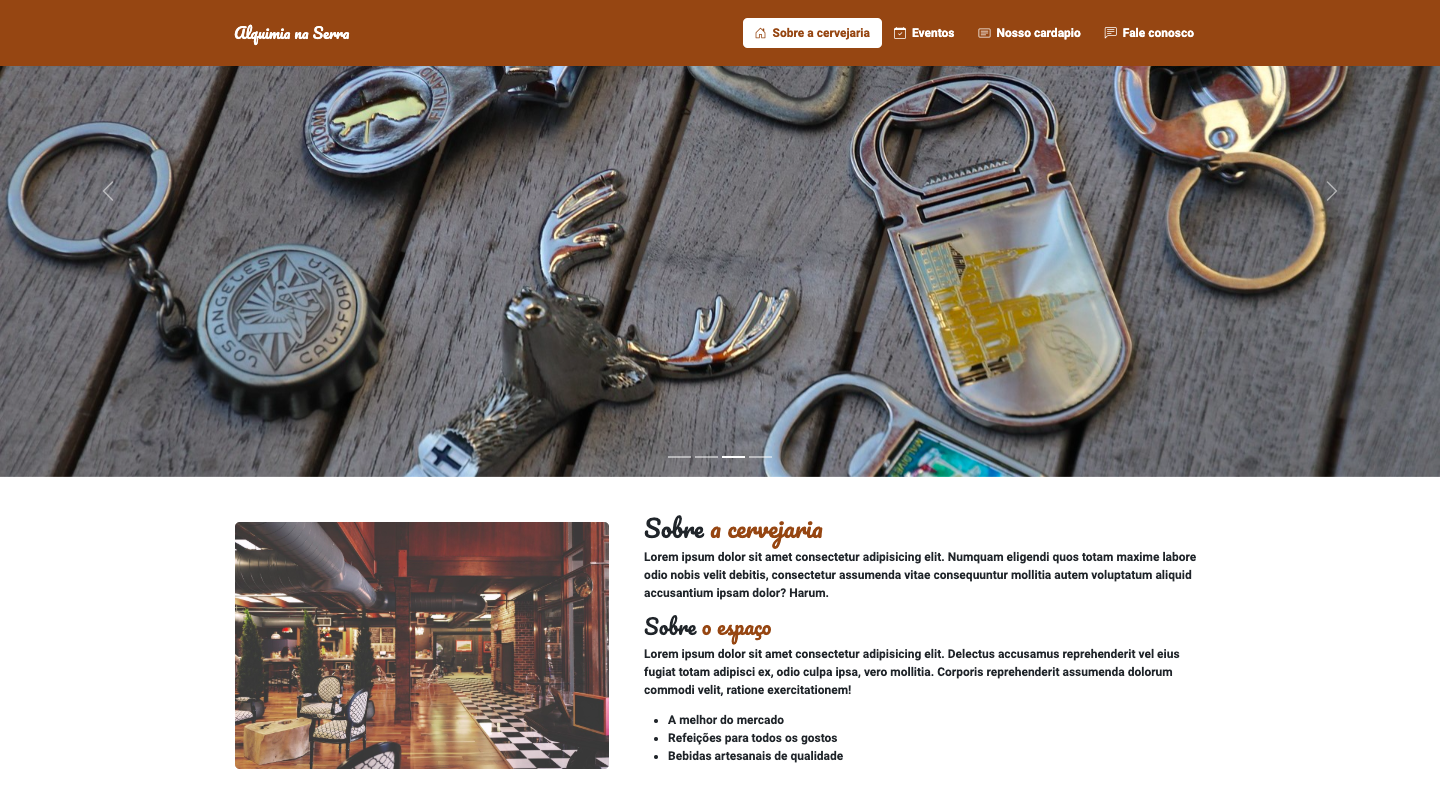 Alquimia na Serra
Sobre a cervejaria
Eventos
Nosso cardapio
Fale conosco
LOS ANGELES
CALIFORNIA
Sobre a cervejaria
Lorem ipsum dolor sit amet consectetur adipisicing elit. Numquam eligendi quos totam maxime labore
odio nobis velit debitis, consectetur assumenda vitae consequuntur mollitia autem voluptatum aliquid
accusantium ipsam dolor? Harum.
Sobre o espaço
Lorem ipsum dolor sit amet consectetur adipisicing elit. Delectus accusamus reprehenderit vel eius
fugiat totam adipisci ex, odio culpa ipsa, vero mollitia. Corporis reprehenderit assumenda dolorum
commodi velit, ratione exercitationem!
A melhor do mercado
Refeições para todos os gostos
Bebidas artesanais de qualidade